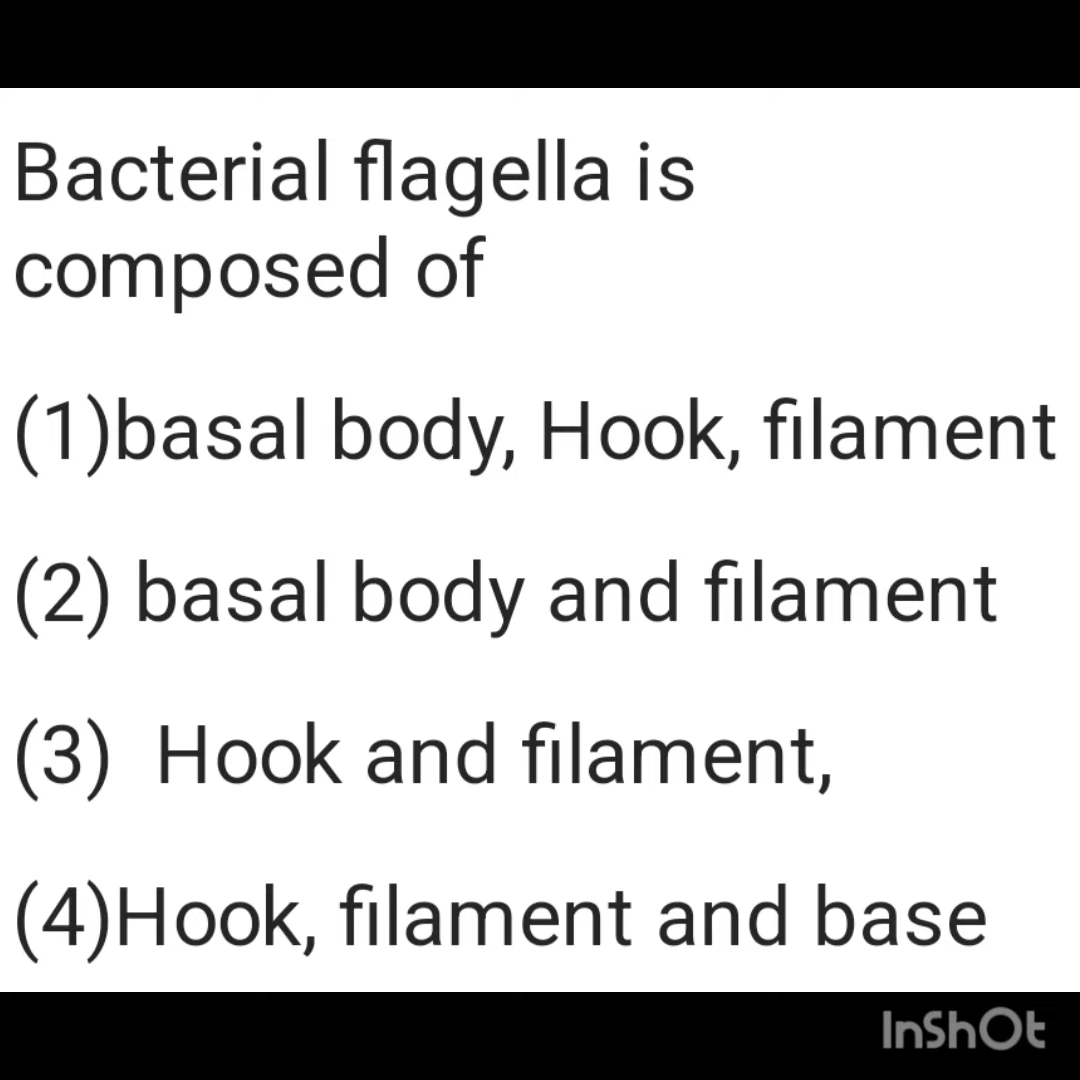 Bacterial flagella is
composed of
(1)basal body, Hook, filament
(2) basal body and filament
(3)  Hook and filament,
(4)Hook, filament and base
InShOt